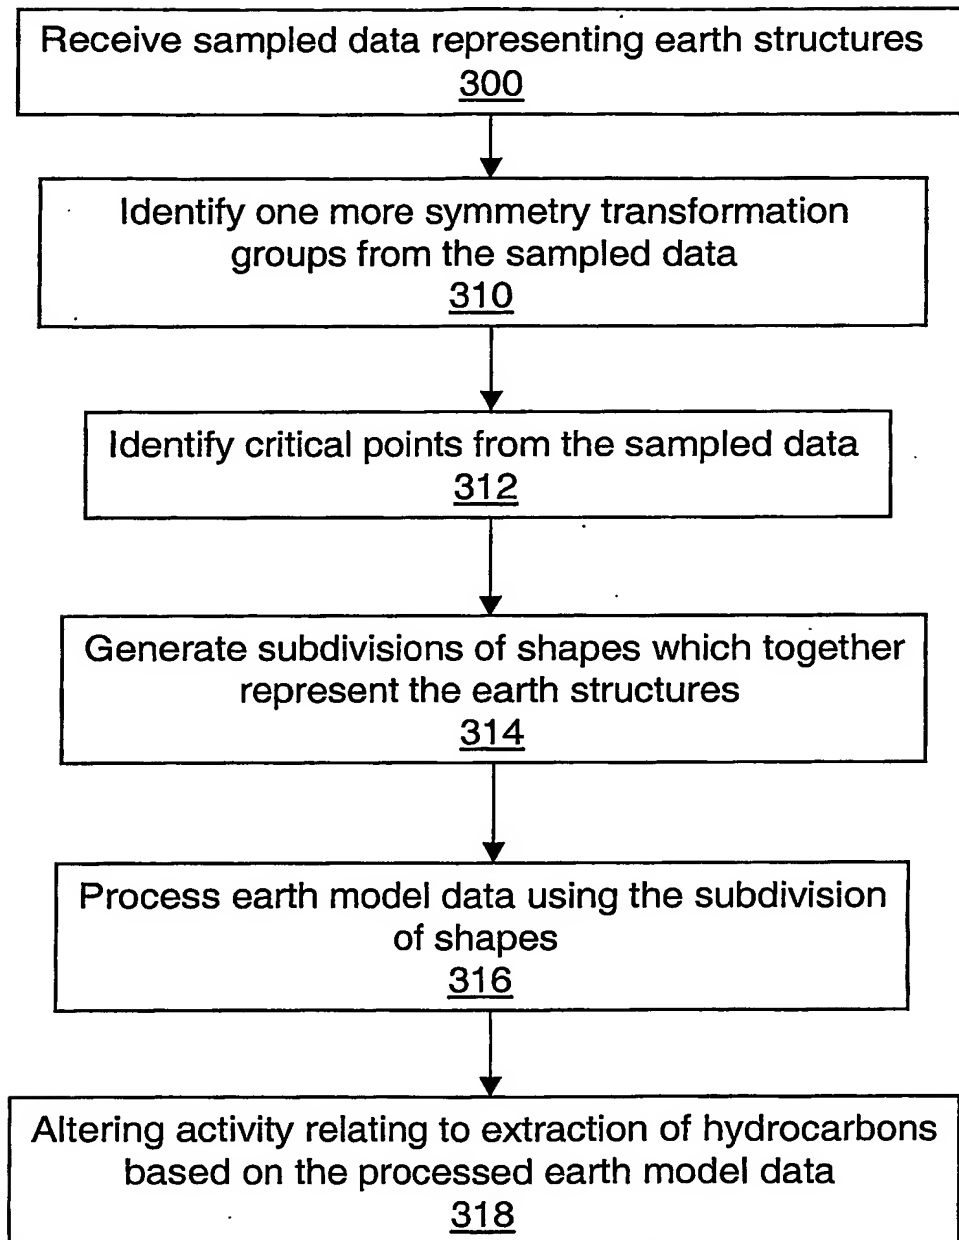 Receive sampled data representing earth structures
300
Identify one more symmetry transformation
groups from the sampled data
310
Identify critical points from the sampled data
312
Generate subdivisions of shapes which together
represent the earth structures
314
Process earth model data using the subdivision
of shapes
316
Altering activity relating to extraction of hydrocarbons
based on the processed earth model data
318